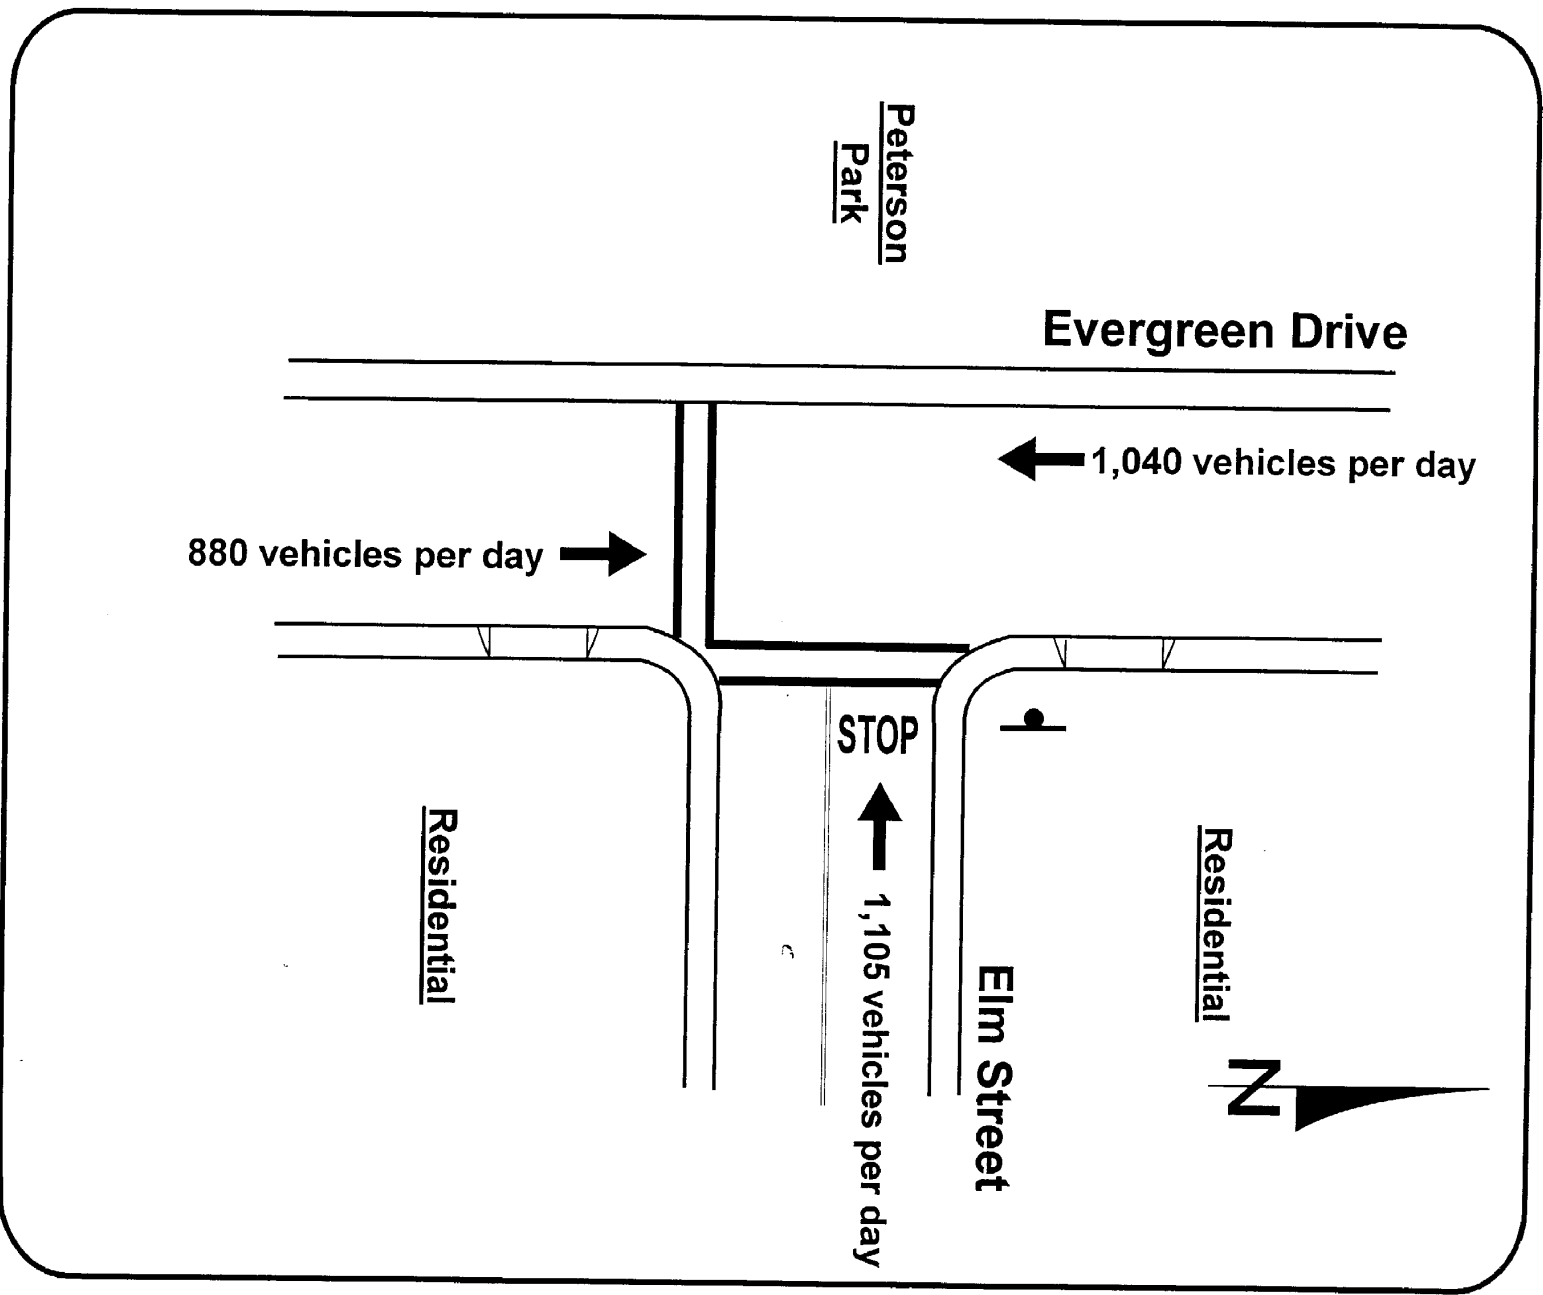 Peterson
Park
Evergreen Drive
1,040 vehicles per day
880 vehicles per day
STOP
1,105 vehicles per day
Elm Street
Residential
Residential
N